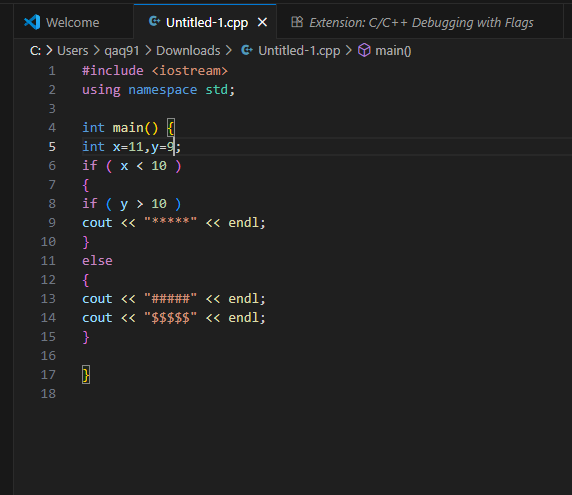 Welcome
Untitled-1.cpp
Extension: C/C++ Debugging with Flags
C: > Users > qaq91 > Downloads > Untitled-1.cpp > main()
1 #include <iostream>
2 using namespace std;
3
4 int main() {
5 int x=11,y=9;
6 if ( x < 10 )
7 {
8 if ( y > 10 )
9 cout << "*****" << endl;
10 }
11 else
12 {
13 cout << "#####" << endl;
14 cout << "$$$$$" << endl;
15 }
16
17 }
18